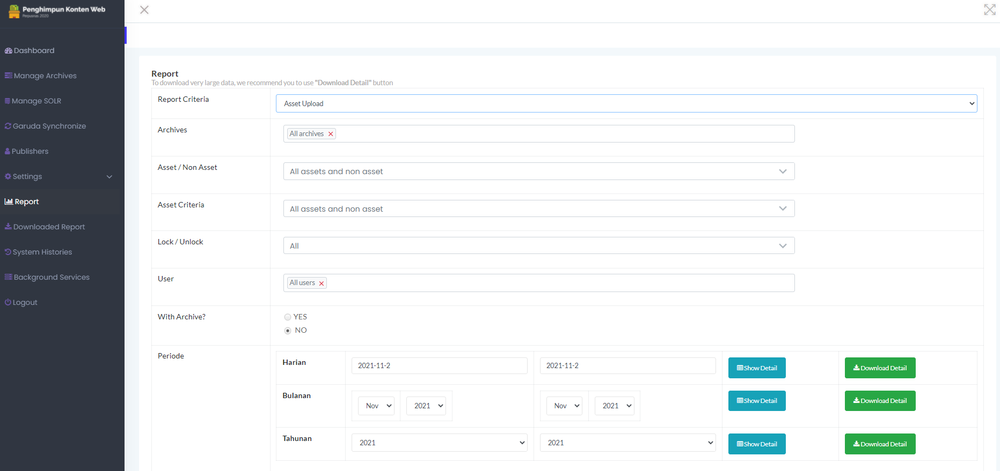 Penghimpun Konten Web
Perpusnas 2020
Dashboard
Manage Archives
Manage SOLR
Garuda Synchronize
Publishers
Settings
Report
Downloaded Report
System Histories
Background Services
Logout
Report
To download very large data, we recommend you to use "Download Detail" button
Report Criteria
Asset Upload
Archives
All archives
Asset / Non Asset
All assets and non asset
Asset Criteria
All assets and non asset
Lock / Unlock
All
User
All users
With Archive?
YES
NO
Periode
Harian 2021-11-2 2021-11-2 Show Detail Download Detail
Bulanan Nov 2021 Nov 2021 Show Detail Download Detail
Tahunan 2021 2021 Show Detail Download Detail